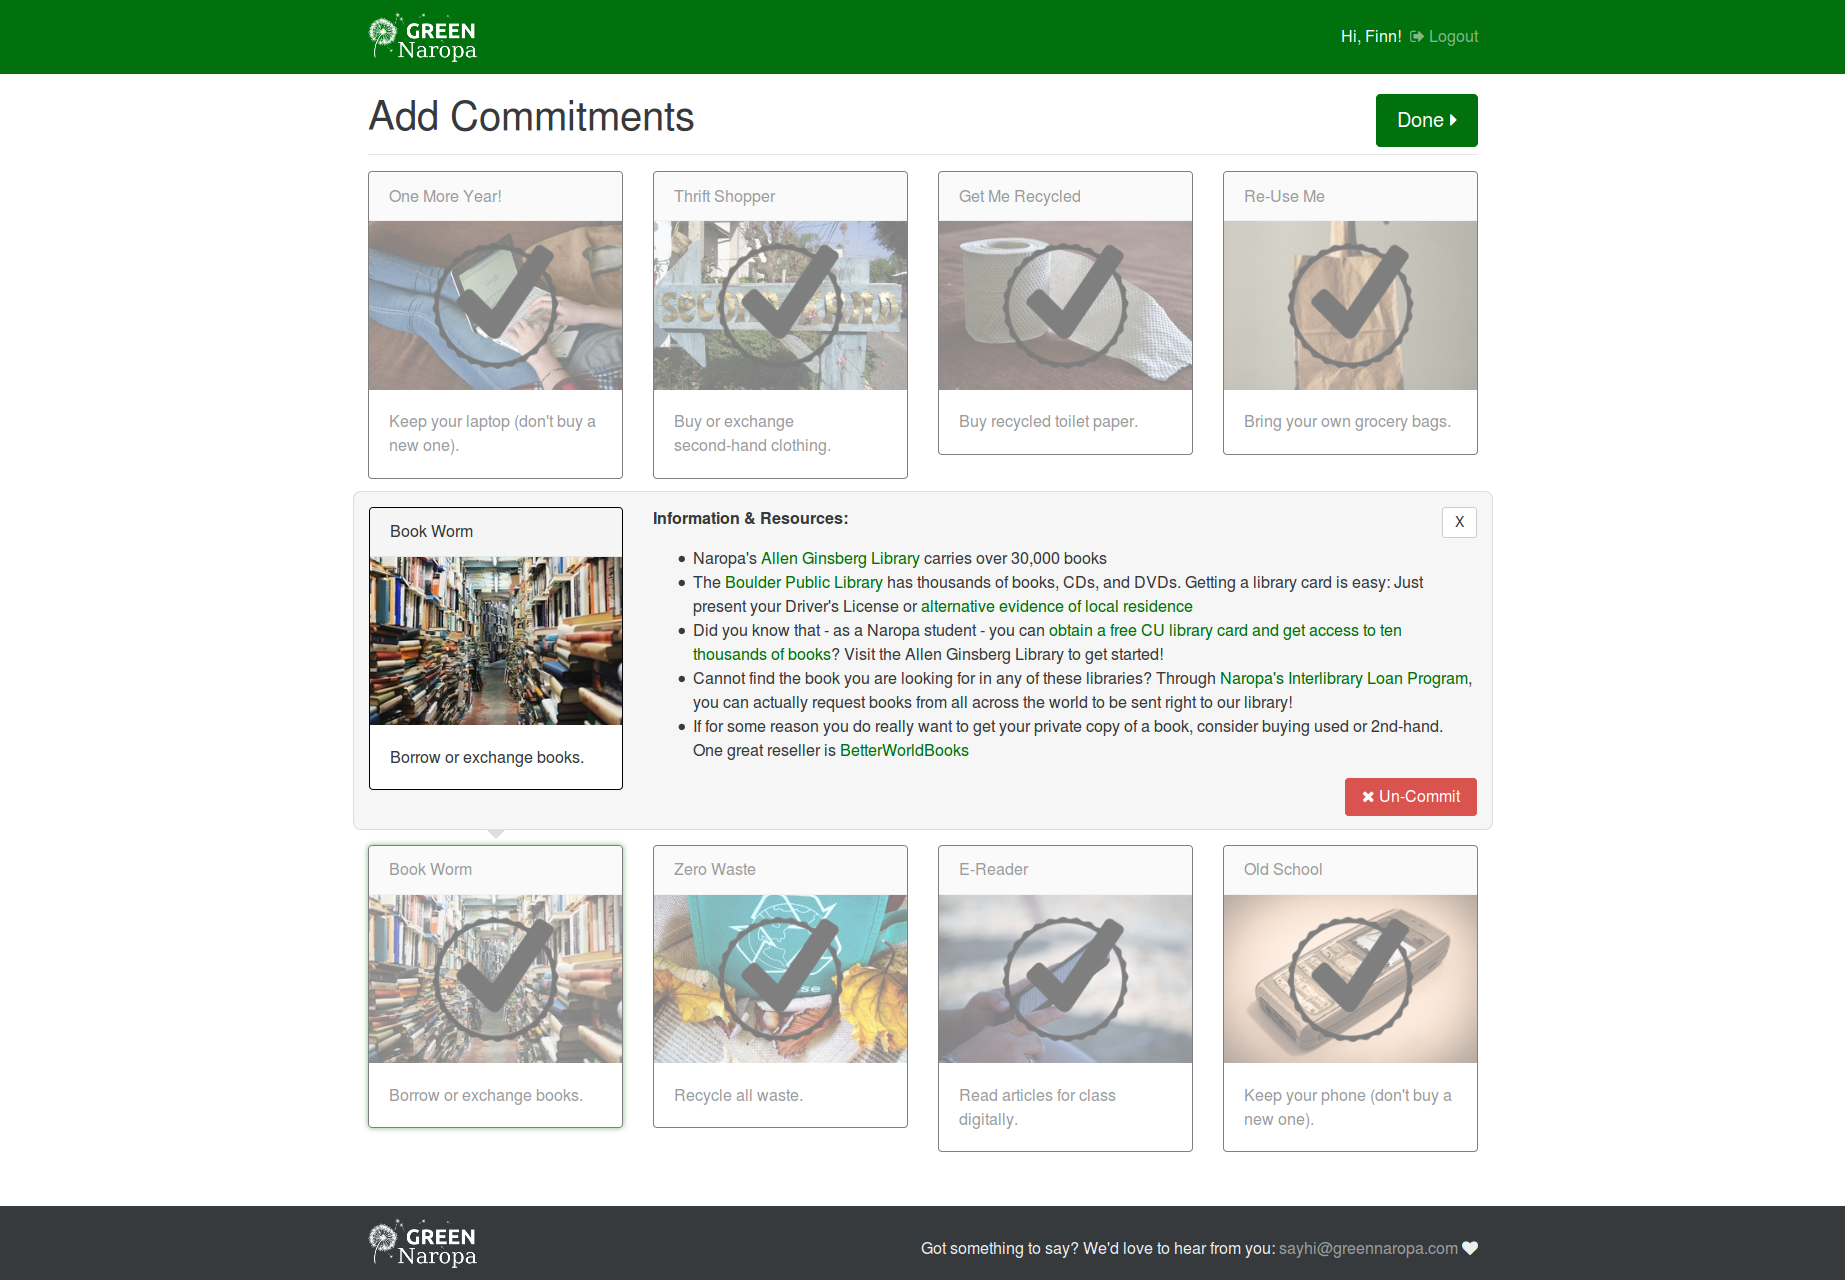 GREEN
Naropa
Hi, Finn! Logout
Add Commitments
Done
One More Year!
Keep your laptop (don't buy a
new one).
Thrift Shopper
SECOND HAND
Buy or exchange
second-hand clothing.
Get Me Recycled
Buy recycled toilet paper.
Re-Use Me
Bring your own grocery bags.
Book Worm
Borrow or exchange books.
Information & Resources:
X
Naropa's Allen Ginsberg Library carries over 30,000 books
The Boulder Public Library has thousands of books, CDs, and DVDs. Getting a library card is easy: Just
present your Driver's License or alternative evidence of local residence
Did you know that - as a Naropa student - you can obtain a free CU library card and get access to ten
thousands of books? Visit the Allen Ginsberg Library to get started!
Cannot find the book you are looking for in any of these libraries? Through Naropa's Interlibrary Loan Program,
you can actually request books from all across the world to be sent right to our library!
If for some reason you do really want to get your private copy of a book, consider buying used or 2nd-hand.
One great reseller is BetterWorldBooks
Un-Commit
Book Worm
Borrow or exchange books.
Zero Waste
Recycle all waste.
E-Reader
Read articles for class
digitally.
Old School
Keep your phone (don't buy a
new one).
GREEN
Naropa
Got something to say? We'd love to hear from you: sayhi@greennaropa.com